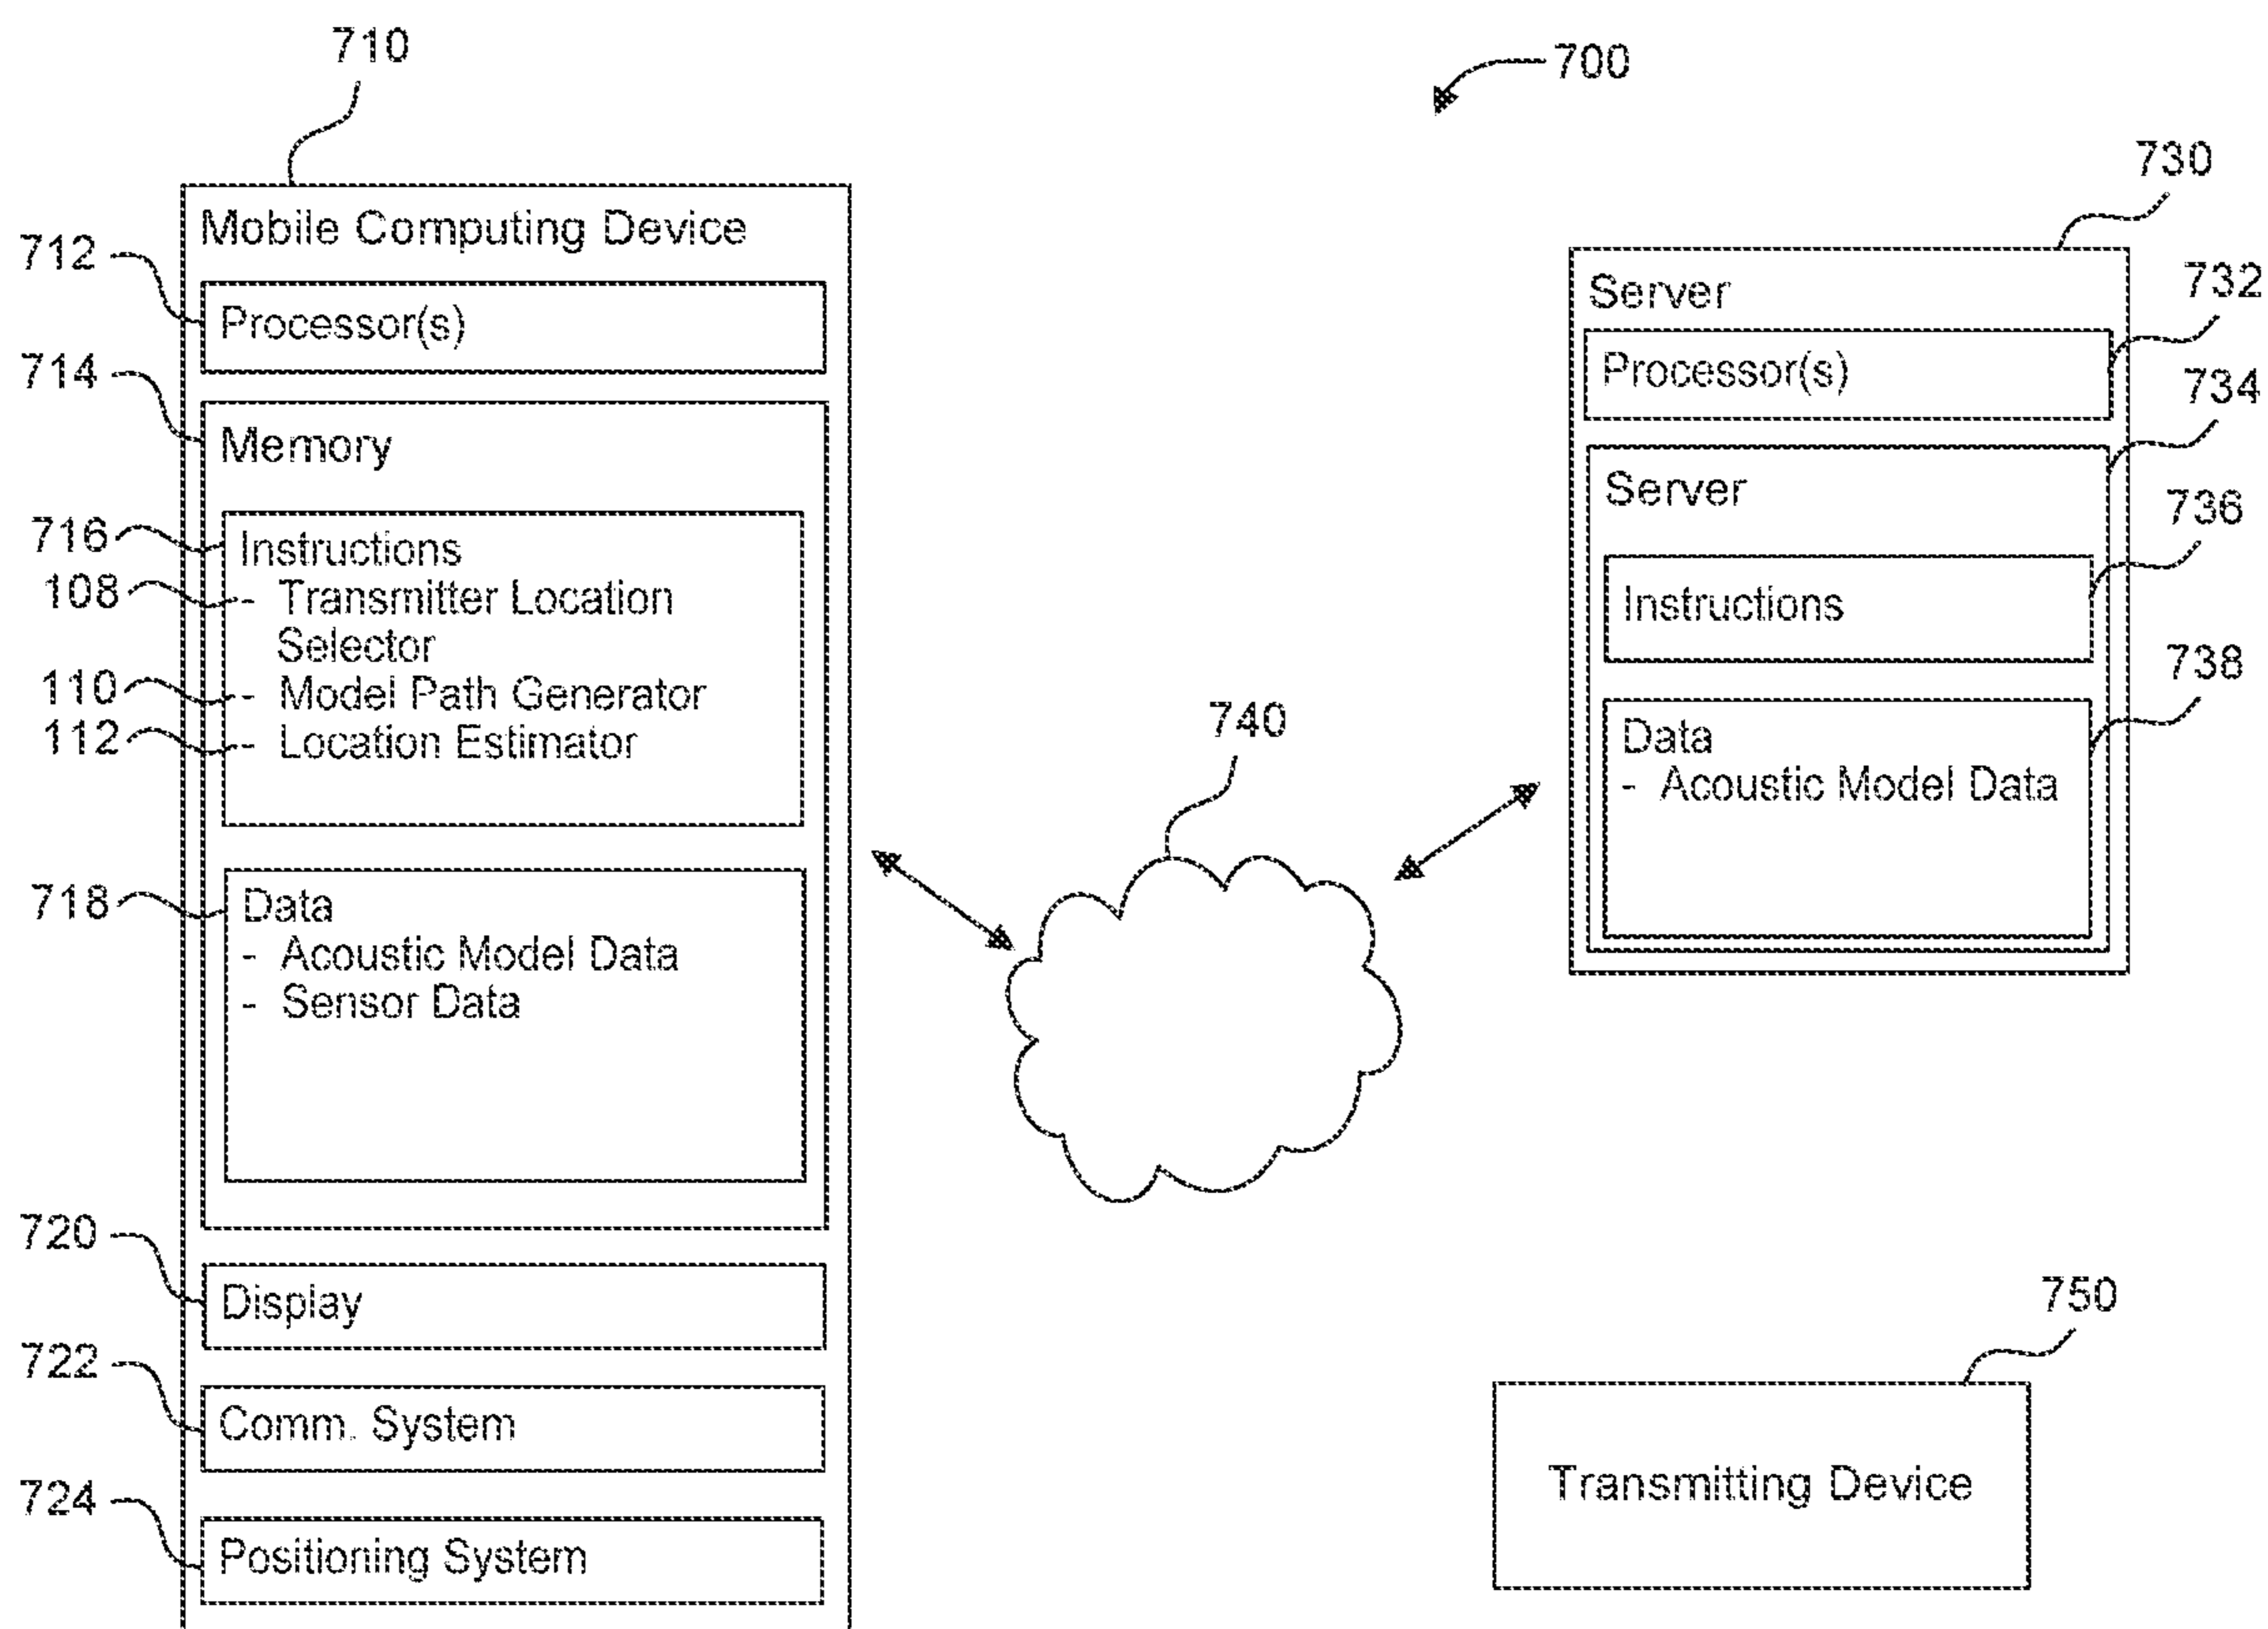 710
700
730
Mobile Computing Device
712
Processor(s)
714
Memory
716
Instructions
108
- Transmitter Location
Selector
110
- Model Path Generator
112
- Location Estimator
718
Data
- Acoustic Model Data
- Sensor Data
720
Display
722
Comm. System
724
Positioning System
740
Server
732
Processor(s)
734
Server
736
Instructions
738
Data
- Acoustic Model Data
750
Transmitting Device